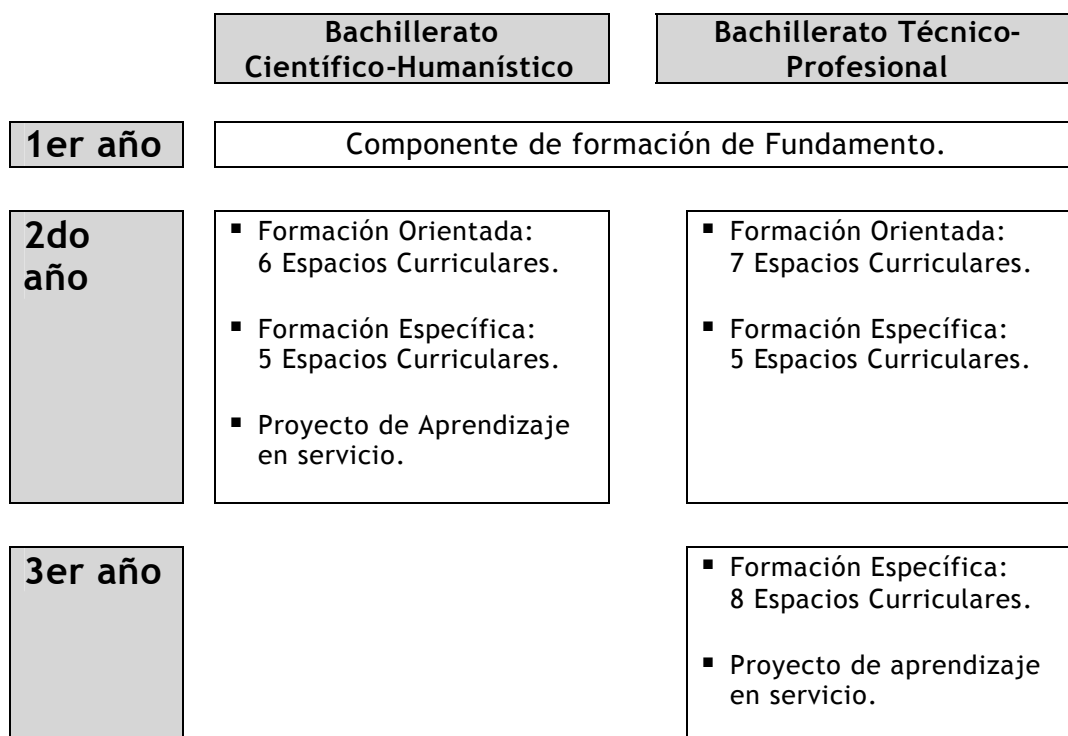 Bachillerato
Científico-Humanístico
Bachillerato Técnico-
Profesional
1er año
Componente de formación de Fundamento.
2do
año
▪ Formación Orientada:
6 Espacios Curriculares.
▪ Formación Específica:
5 Espacios Curriculares.
▪ Proyecto de Aprendizaje
en servicio.
▪ Formación Orientada:
7 Espacios Curriculares.
▪ Formación Específica:
5 Espacios Curriculares.
3er año
▪ Formación Específica:
8 Espacios Curriculares.
▪ Proyecto de aprendizaje
en servicio.